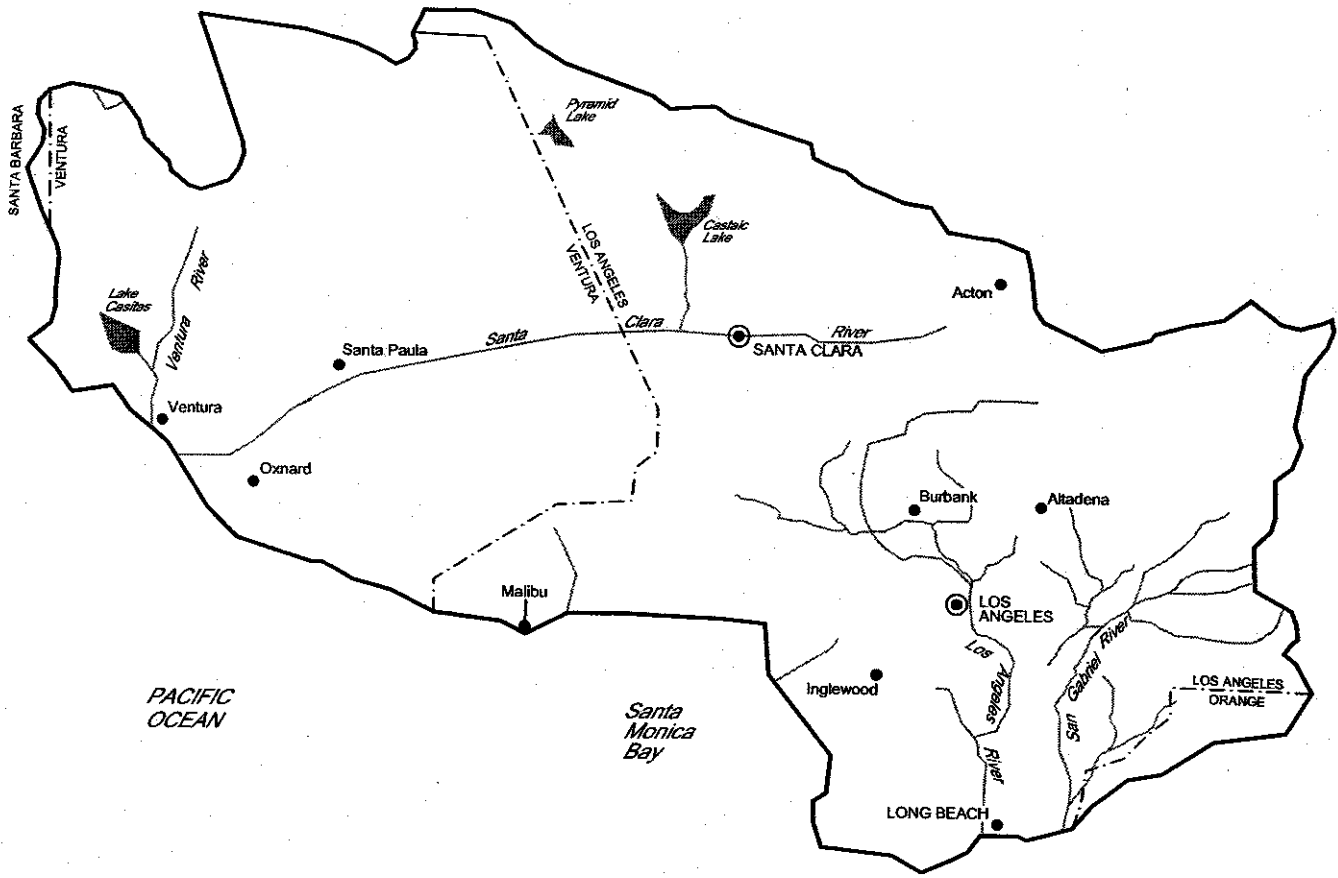 Pyramid
Lake
SANTA BARBARA
VENTURA
Castaic
Lake
LOS ANGELES
VENTURA
Ventura River
Lake
Casitas
Acton
Santa Clara River
SANTA CLARA
Santa Paula
Ventura
Oxnard
Burbank
Altadena
Malibu
LOS
ANGELES
Los Angeles River
San Gabriel River
Inglewood
LOS ANGELES
ORANGE
PACIFIC
OCEAN
Santa
Monica
Bay
LONG BEACH